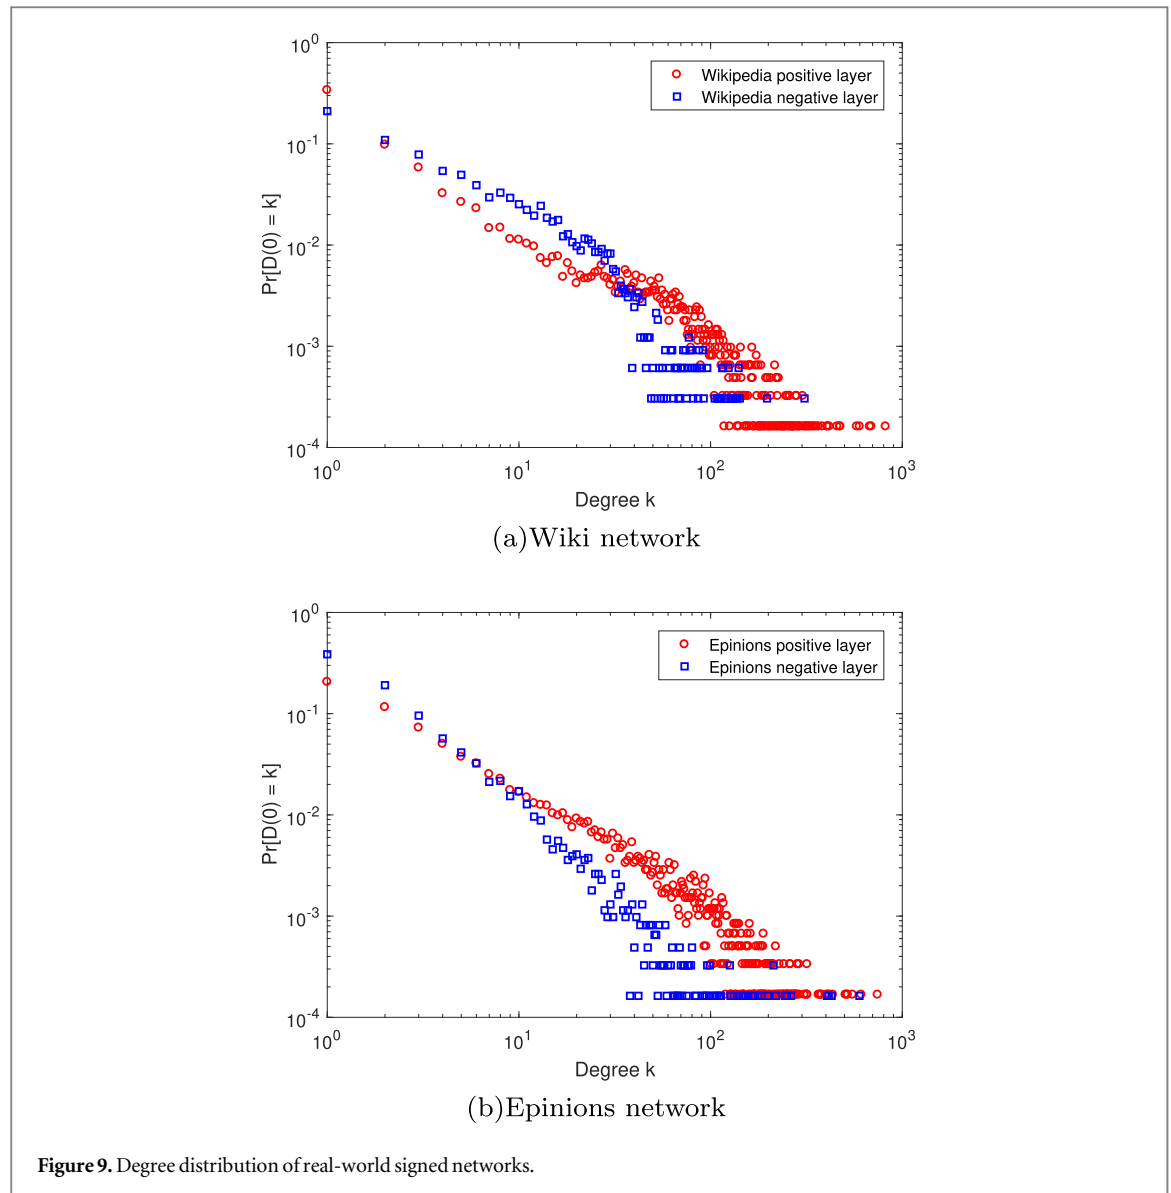 10^0
10^-1
10^-2
10^-3
10^-4
Pr[D(0) = k]
Wikipedia positive layer
Wikipedia negative layer
10^0 10^1 10^2 10^3
Degree k
(a)Wiki network
10^0
10^-1
10^-2
10^-3
10^-4
Pr[D(0) = k]
Epinions positive layer
Epinions negative layer
10^0 10^1 10^2 10^3
Degree k
(b)Epinions network
Figure 9. Degree distribution of real-world signed networks.